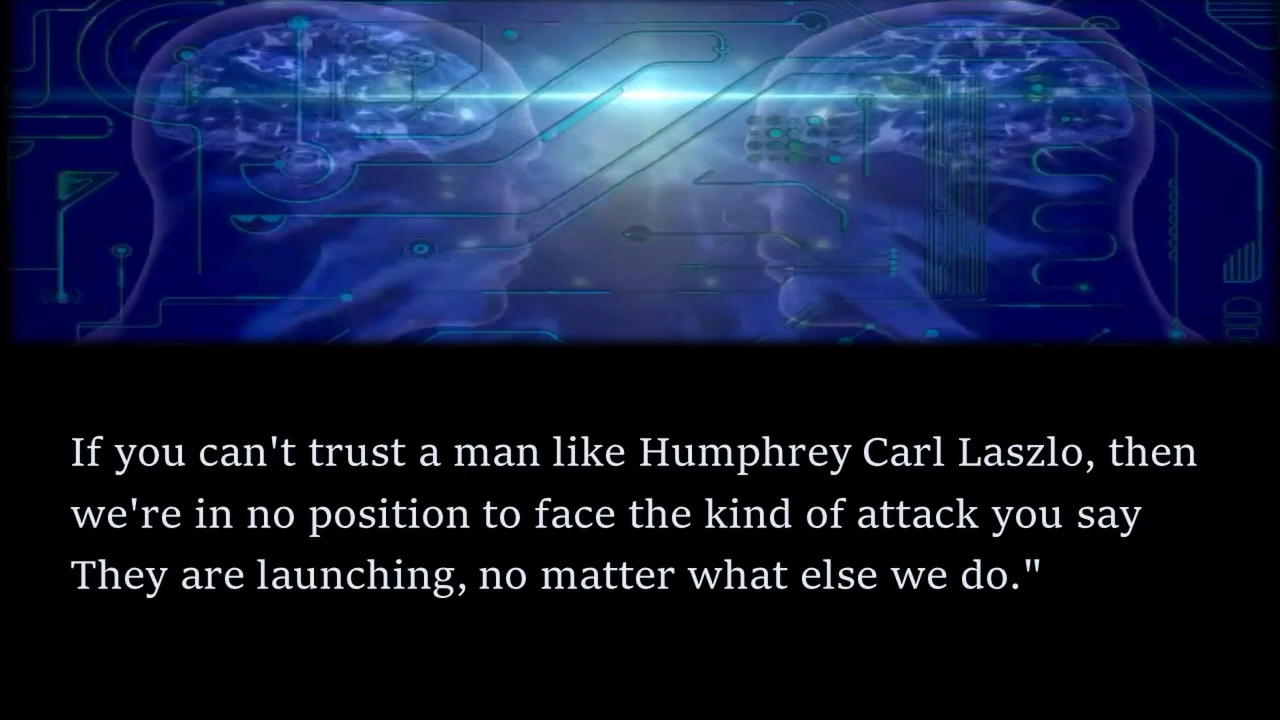 If you can't trust a man like Humphrey Carl Laszlo, then
we're in no position to face the kind of attack you say
They are launching, no matter what else we do."